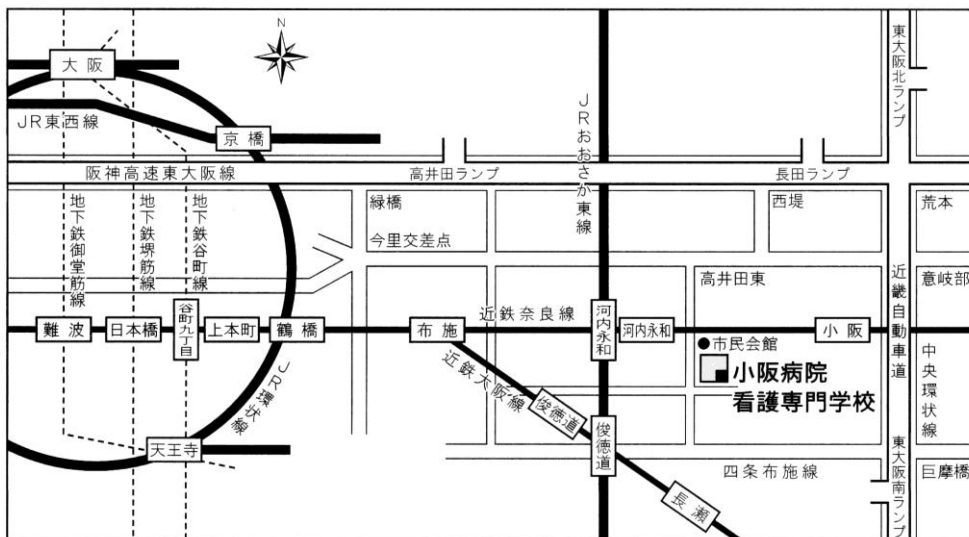 N
大阪
JR東西線
京橋
阪神高速東大阪線
高井田ランプ
長田ランプ
東大阪北ランプ
JRおおさか東線
地下鉄御堂筋線
地下鉄堺筋線
地下鉄谷町線
緑橋
今里交差点
西堤
荒本
高井田東
意岐部
近畿自動車道
難波
日本橋
谷町九丁目
上本町
鶴橋
布施
近鉄奈良線
河内永和
河内永和
小阪
市民会館
小阪病院
看護専門学校
中央環状線
JR環状線
近鉄大阪線
俊徳道
俊徳道
天王寺
四条布施線
長瀬
東大阪南ランプ
巨摩橋